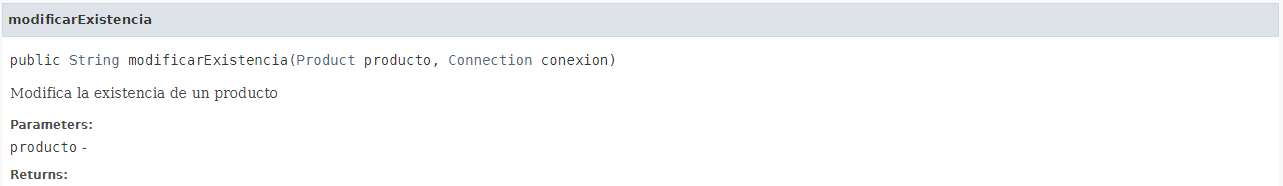 modificarExistencia
public String modificarExistencia(Product producto, Connection conexion)
Modifica la existencia de un producto
Parameters:
producto -
Returns: